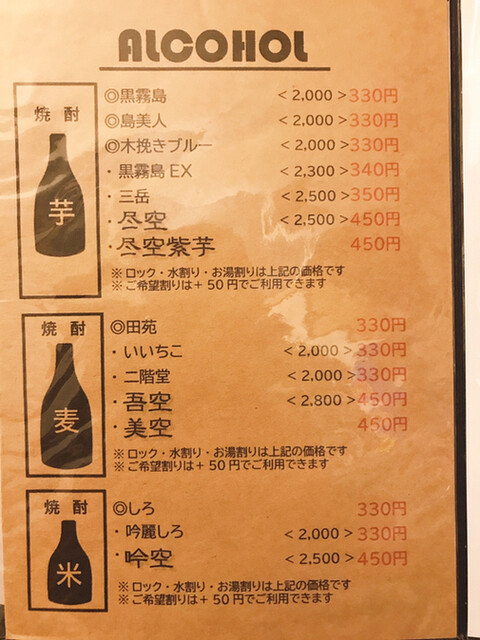 ALCOHOL
焼酎
芋
◎黒霧島 <2,000>330円
◎島美人 <2,000>330円
◎木挽きブルー <2,000>330円
・黒霧島EX <2,300>340円
・三岳 <2,500>350円
・尽空 <2,500>450円
・尽空紫芋 450円
※ロック・水割り・お湯割りは上記の価格です
※ご希望割りは+50円でご利用できます
焼酎
麦
◎田苑 330円
・いいちこ <2,000>330円
・二階堂 <2,000>330円
・吾空 <2,800>450円
・美空 450円
※ロック・水割り・お湯割りは上記の価格です
※ご希望割りは+50円でご利用できます
焼酎
米
◎しろ 330円
・吟麗しろ <2,000>330円
・吟空 <2,500>450円
※ロック・水割り・お湯割りは上記の価格です
※ご希望割りは+50円でご利用できます